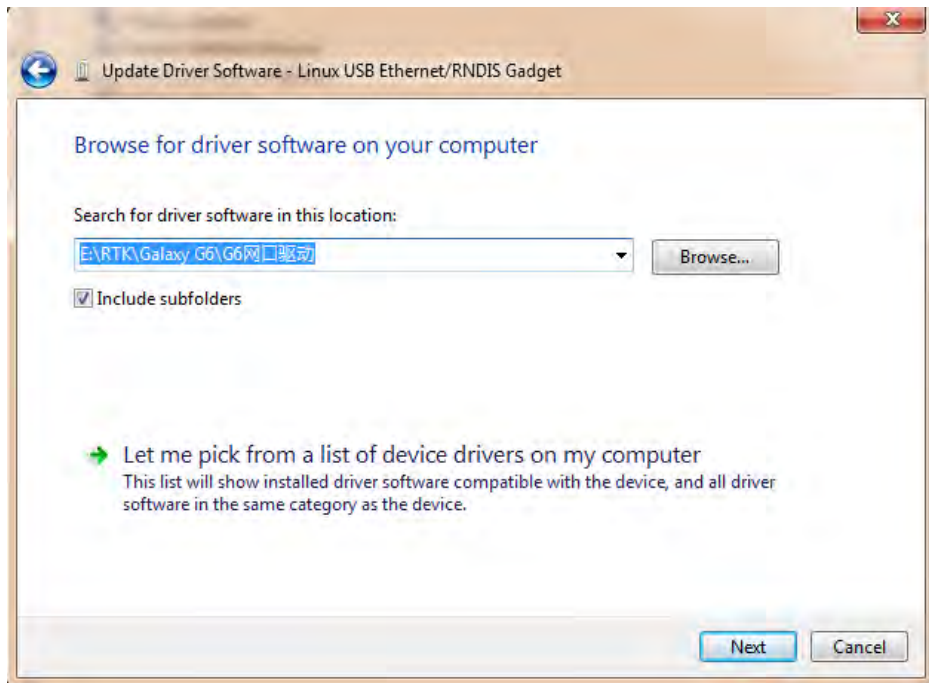 Update Driver Software - Linux USB Ethernet/RNDIS Gadget
Browse for driver software on your computer
Search for driver software in this location:
E:\RTK\Galaxy G6\G6网口驱动
Browse...
Include subfolders
Let me pick from a list of device drivers on my computer
This list will show installed driver software compatible with the device, and all driver
software in the same category as the device.
Next
Cancel